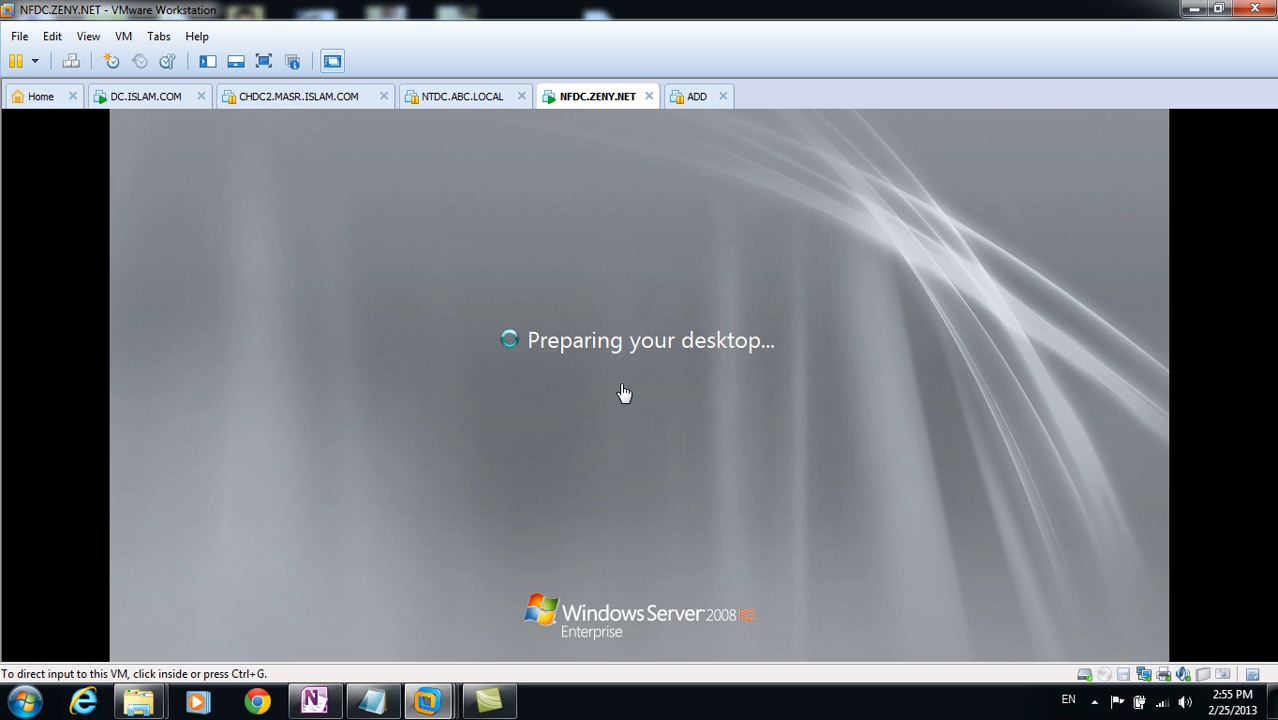 NFDC.ZENY.NET - VMware Workstation
File Edit View VM Tabs Help
Home DC.ISLAM.COM CHDC2.MASR.ISLAM.COM NTDC.ABC.LOCAL NFDC.ZENY.NET ADD
Preparing your desktop...
Windows Server 2008 R2
Enterprise
To direct input to this VM, click inside or press Ctrl+G.
EN
2:55 PM
2/25/2013